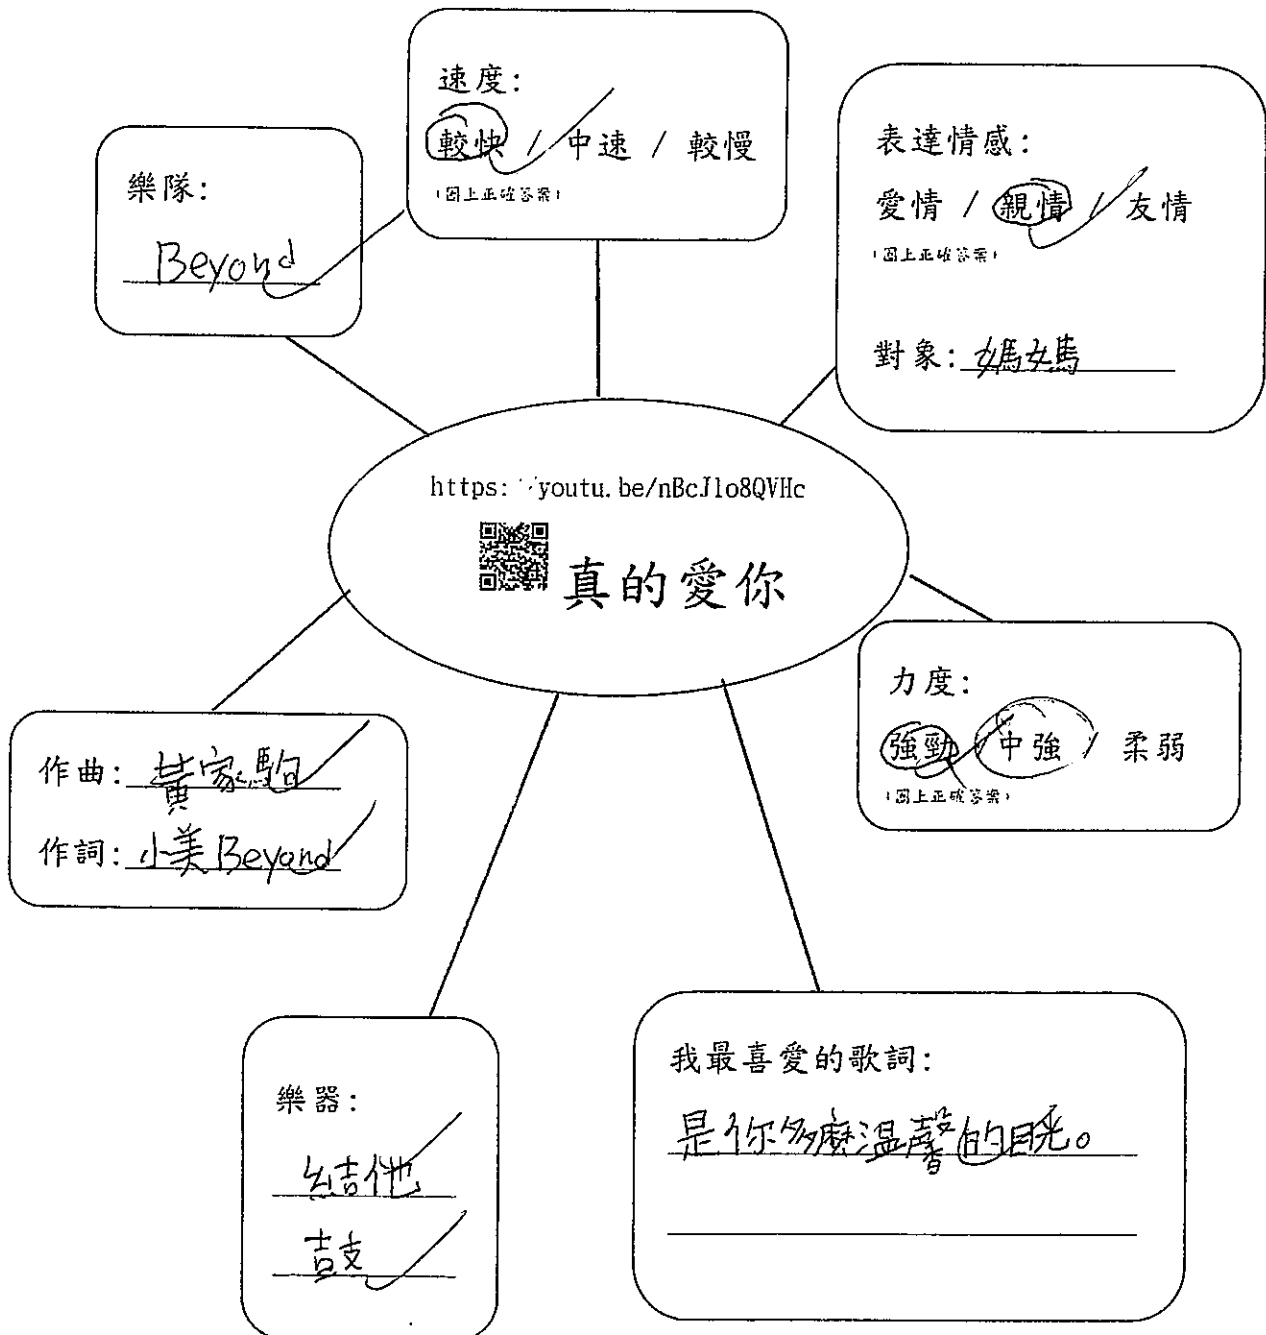 速度:
較快 / 中速 / 較慢
(圈上正確答案)
樂隊:
Beyond
表達情感:
愛情 / 親情 / 友情
(圈上正確答案)
對象: 媽媽
https://youtu.be/nBcJlo8QVHc
真的愛你
力度:
強勁 / 中強 / 柔弱
(圈上正確答案)
作曲: 黃家駒
作詞: 小美 Beyond
樂器:
結他
鼓
我最喜愛的歌詞:
是你多麼溫馨的目光。